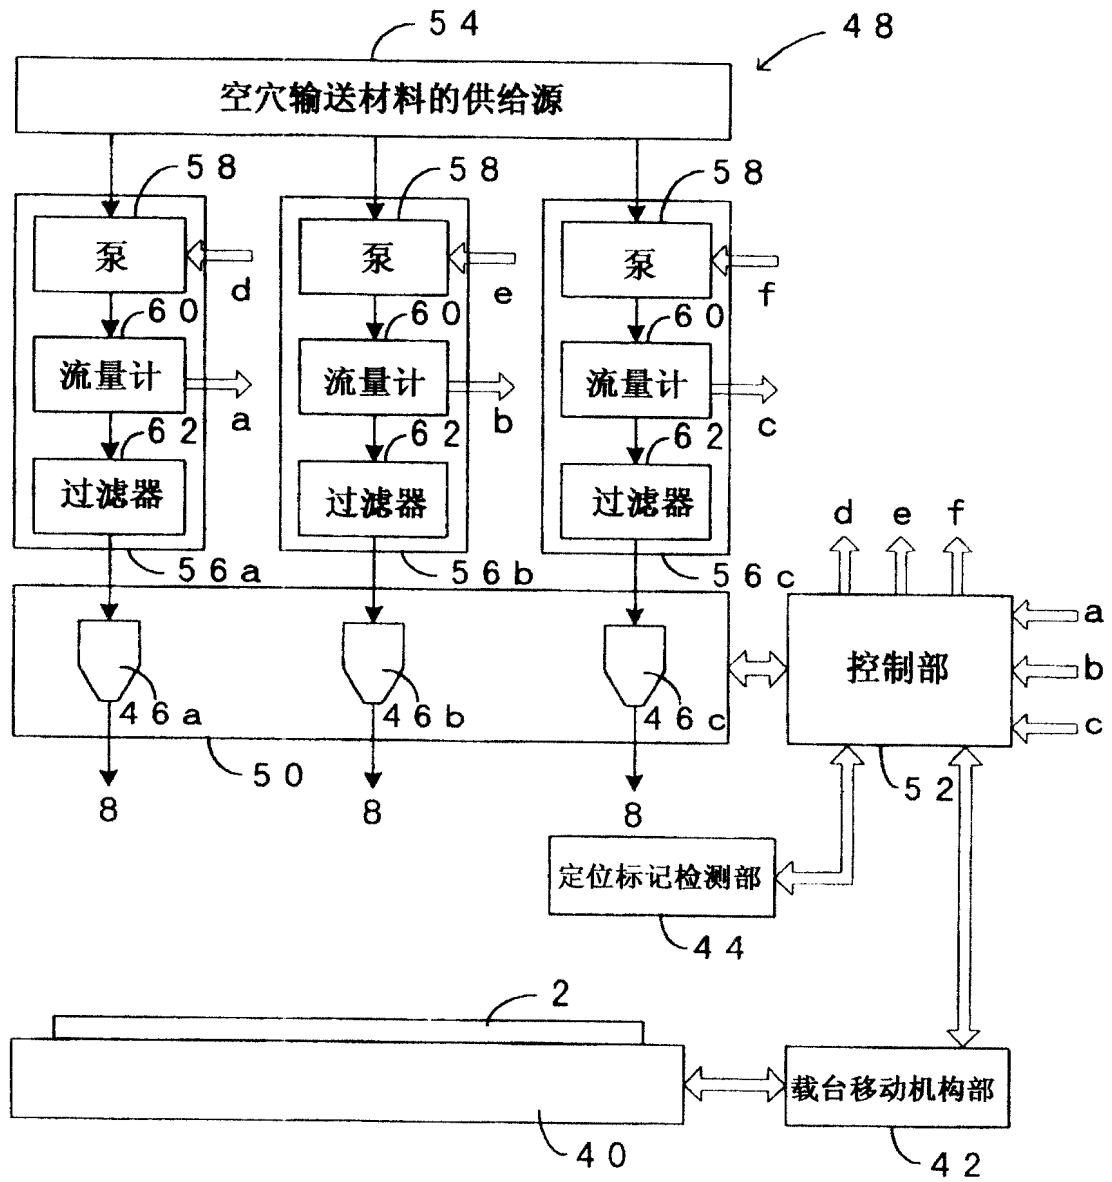 54
48
空穴输送材料的供给源
58
58
58
泵
泵
泵
d
e
f
60
60
60
流量计
流量计
流量计
a
b
c
62
62
62
过滤器
过滤器
过滤器
d
e
f
56a
56b
56c
a
控制部
b
46a
46b
46c
c
50
52
8
8
8
定位标记检测部
44
2
载台移动机构部
40
42